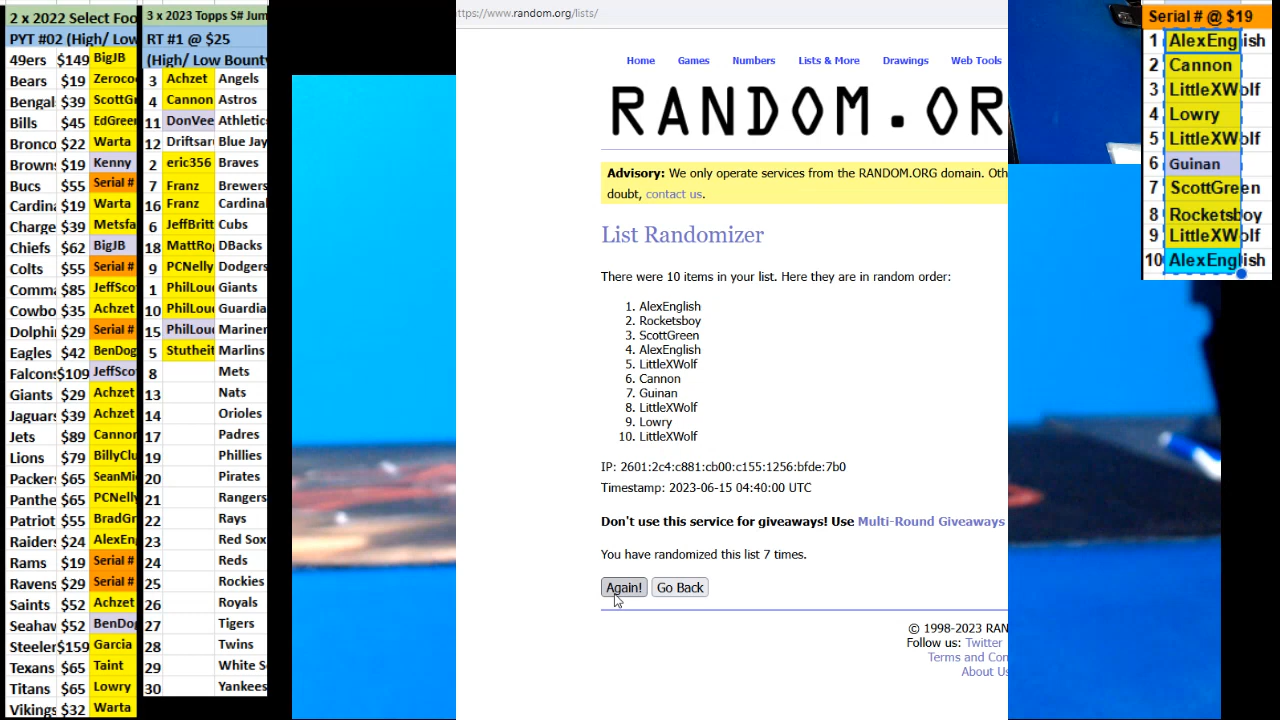 2 x 2022 Select Foo
PYT #02 (High/ Low
49ers $149 BigJB
Bears $19 Zerocoo
Bengal $39 ScottGr
Bills $45 EdGreen
Bronco $22 Warta
Browns $19 Kenny
Bucs $55 Serial #
Cardina $19 Warta
Charge $39 Metsfa
Chiefs $62 BigJB
Colts $55 Serial #
Comma $85 JeffSco
Cowbo $35 Achzet
Dolphin $29 Serial #
Eagles $42 BenDog
Falcons $109 JeffSco
Giants $29 Achzet
Jaguars $39 Achzet
Jets $89 Cannon
Lions $79 BillyClu
Packers $65 SeanMi
Panthe $65 PCNelly
Patriot $55 BradGr
Raiders $24 AlexEn
Rams $19 Serial #
Ravens $29 Serial #
Saints $52 Achzet
Seahaw $52 BenDog
Steeler $159 Garcia
Texans $65 Taint
Titans $65 Lowry
Vikings $32 Warta
3 x 2023 Topps S# Jum
RT #1 @ $25
(High/ Low Bounty
3 Achzet Angels
4 Cannon Astros
11 DonVee Athletic
12 Driftsar Blue Jay
2 eric356 Braves
7 Franz Brewers
16 Franz Cardinal
6 JeffBritt Cubs
18 MattRo DBacks
9 PCNelly Dodgers
1 PhilLou Giants
10 PhilLou Guardia
15 PhilLou Mariner
5 Stutheit Marlins
8 Mets
13 Nats
14 Orioles
17 Padres
19 Phillies
20 Pirates
21 Rangers
22 Rays
23 Red Sox
24 Reds
25 Rockies
26 Royals
27 Tigers
28 Twins
29 White S
30 Yankees
ttps://www.random.org/lists/
Home Games Numbers Lists & More Drawings Web Tools
RANDOM.OR
Advisory: We only operate services from the RANDOM.ORG domain. Oth
doubt, contact us.
List Randomizer
There were 10 items in your list. Here they are in random order:
1. AlexEnglish
2. Rocketsboy
3. ScottGreen
4. AlexEnglish
5. LittleXWolf
6. Cannon
7. Guinan
8. LittleXWolf
9. Lowry
10. LittleXWolf
IP: 2601:2c4:c881:cb00:c155:1256:bfde:7b0
Timestamp: 2023-06-15 04:40:00 UTC
Don't use this service for giveaways! Use Multi-Round Giveaways
You have randomized this list 7 times.
Again! Go Back
© 1998-2023 RAN
Follow us: Twitter
Terms and Con
About Us
Serial # @ $19
1 AlexEnglish
2 Cannon
3 LittleXWolf
4 Lowry
5 LittleXWolf
6 Guinan
7 ScottGreen
8 Rocketsboy
9 LittleXWolf
10 AlexEnglish